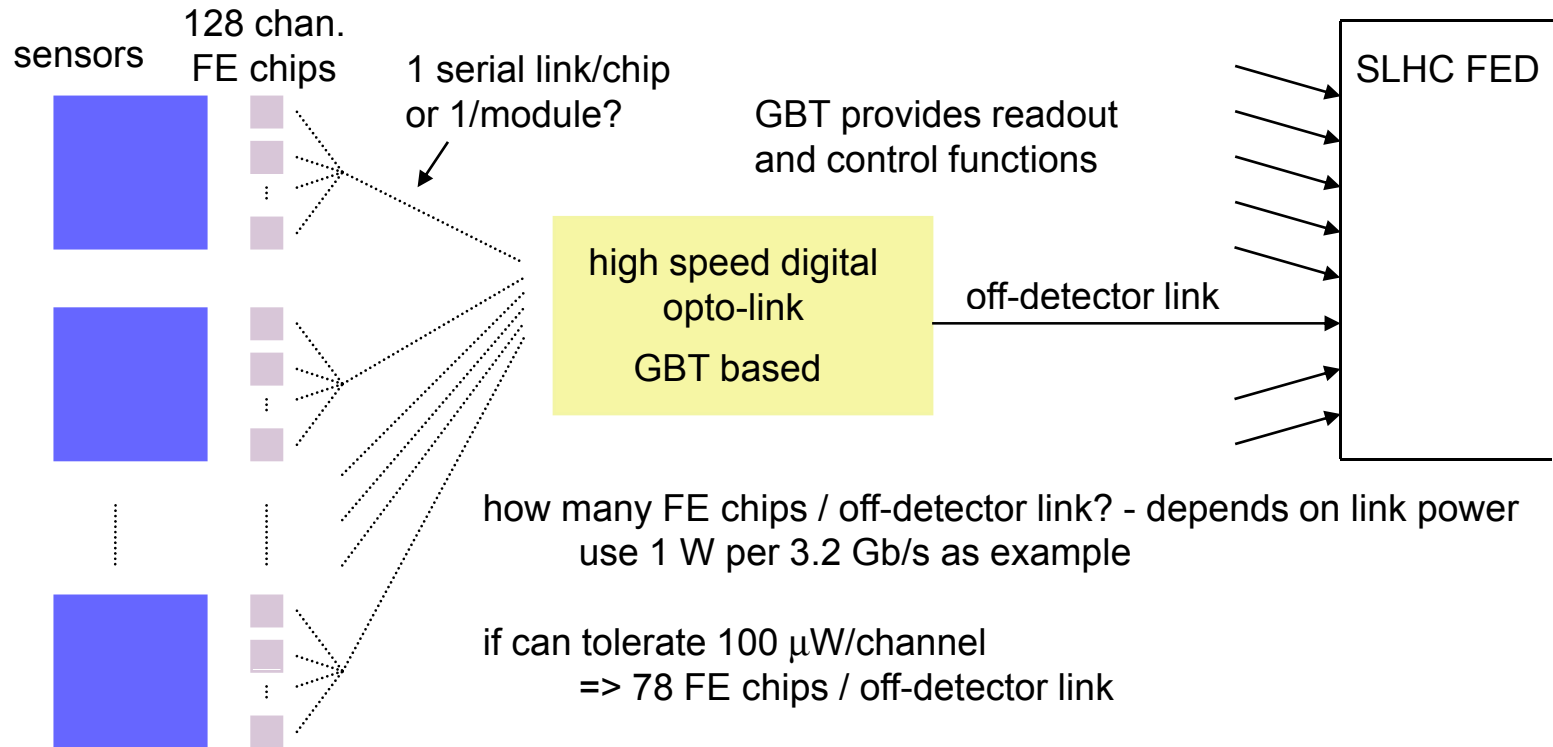 sensors
128 chan.
FE chips
1 serial link/chip
or 1/module?
GBT provides readout
and control functions
SLHC FED
high speed digital
opto-link
GBT based
off-detector link
how many FE chips / off-detector link? - depends on link power
use 1 W per 3.2 Gb/s as example
if can tolerate 100 μW/channel
=> 78 FE chips / off-detector link